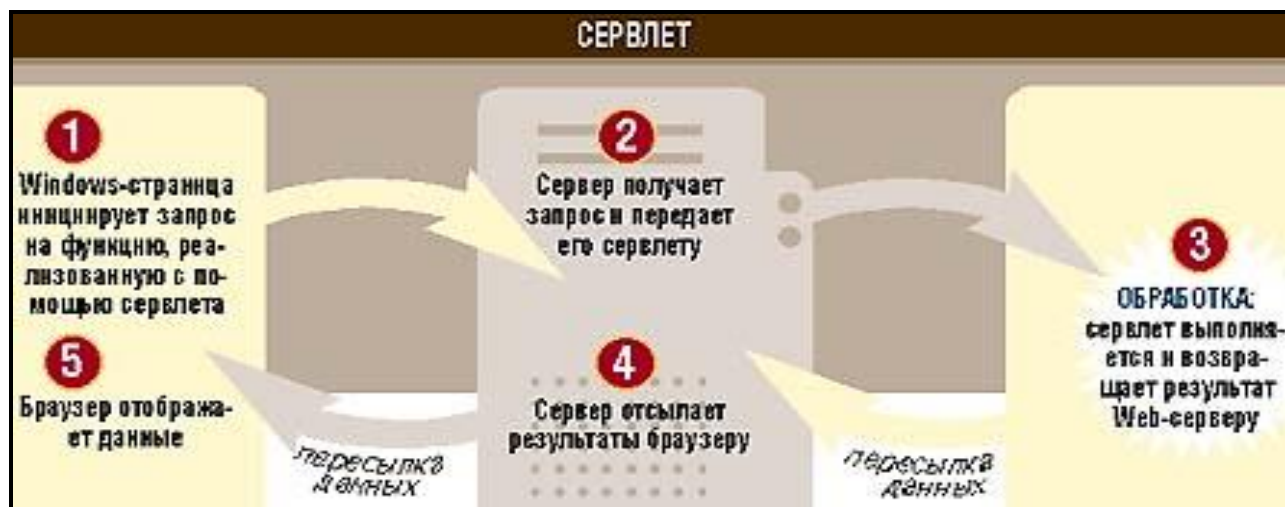 СЕРВЛЕТ
1
Windows-страница
инициирует запрос
на функцию, реа-
лизованную с по-
мощью сервлета
2
Сервер получает
запрос и передает
его сервлету
3
ОБРАБОТКА:
сервлет выполня-
ется и возвра-
щает результат
Web-серверу
4
Сервер отсылает
результаты браузеру
5
Браузер отобража-
ет данные
пересылка
данных
пересылка
данных